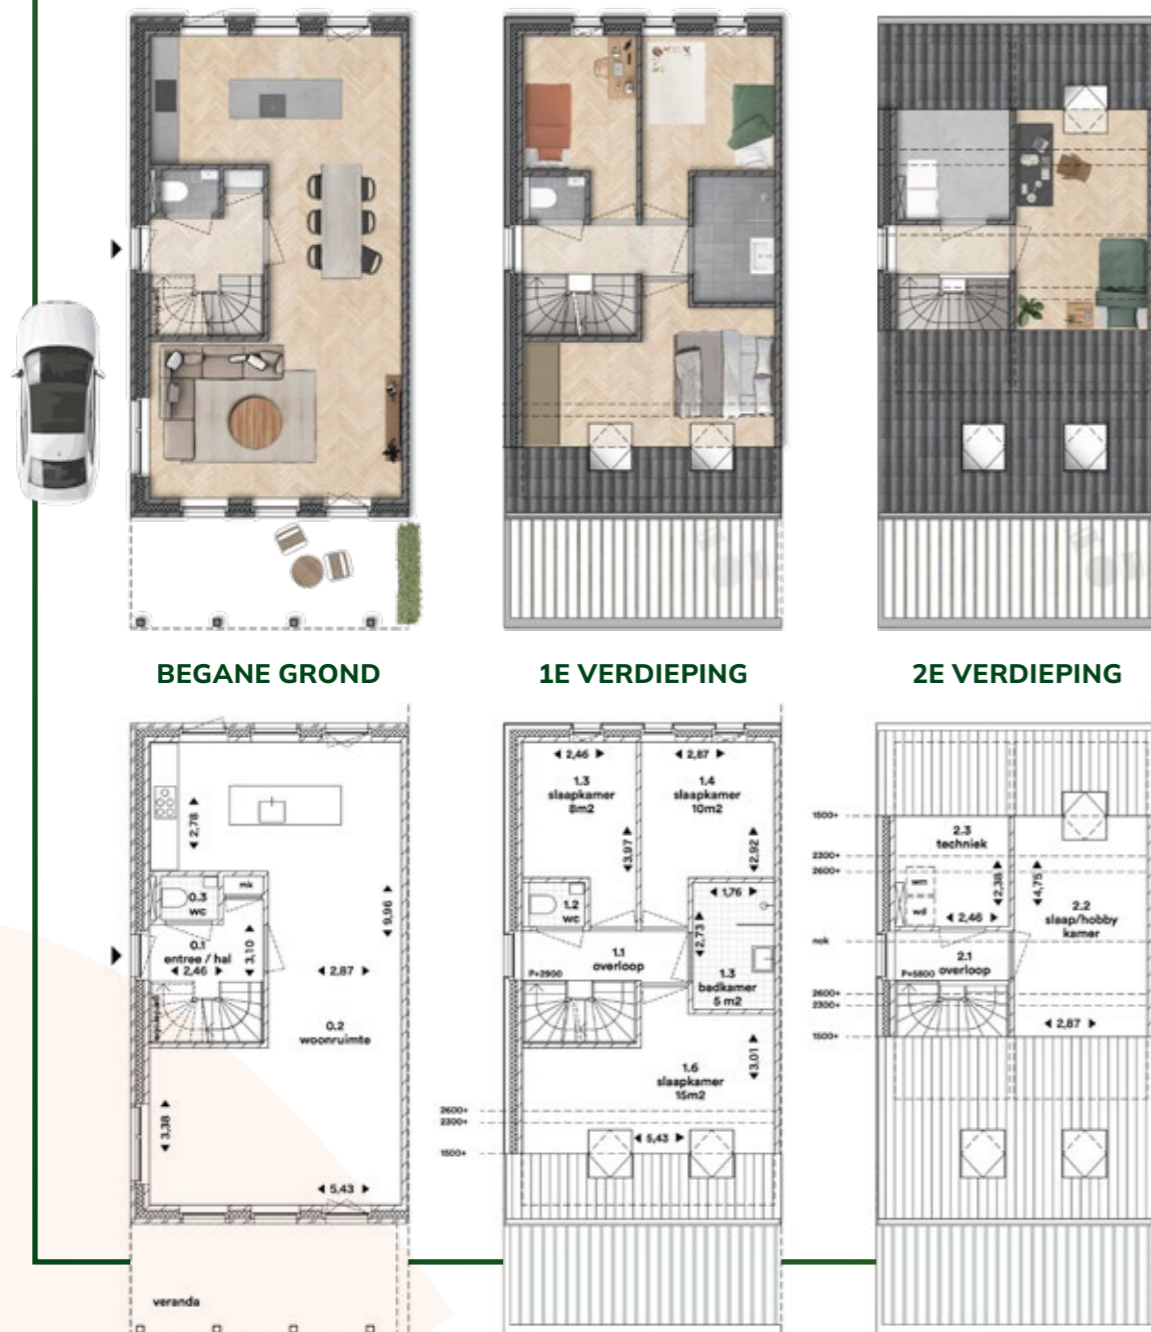 BEGANE GROND
1E VERDIEPING
2E VERDIEPING
2,78
0.3
wc
mk
0.1
entree / hal
2,46
3,10
9,96
2,87
0.2
woonruimte
3,38
5,43
veranda
2,46
2,87
1.3
slaapkamer
8m2
1.4
slaapkamer
10m2
3,97
2,92
1.2
wc
1,76
2,73
1.1
overloop
P=2900
1.3
badkamer
5 m2
1.6
slaapkamer
15m2
3,01
2600+
2300+
1500+
5,43
1500+
2300+
2600+
nok
2600+
2300+
1500+
2.3
techniek
wm
wd
2,38
2,46
4,75
2.2
slaap/hobby
kamer
2.1
overloop
P=5800
2,87